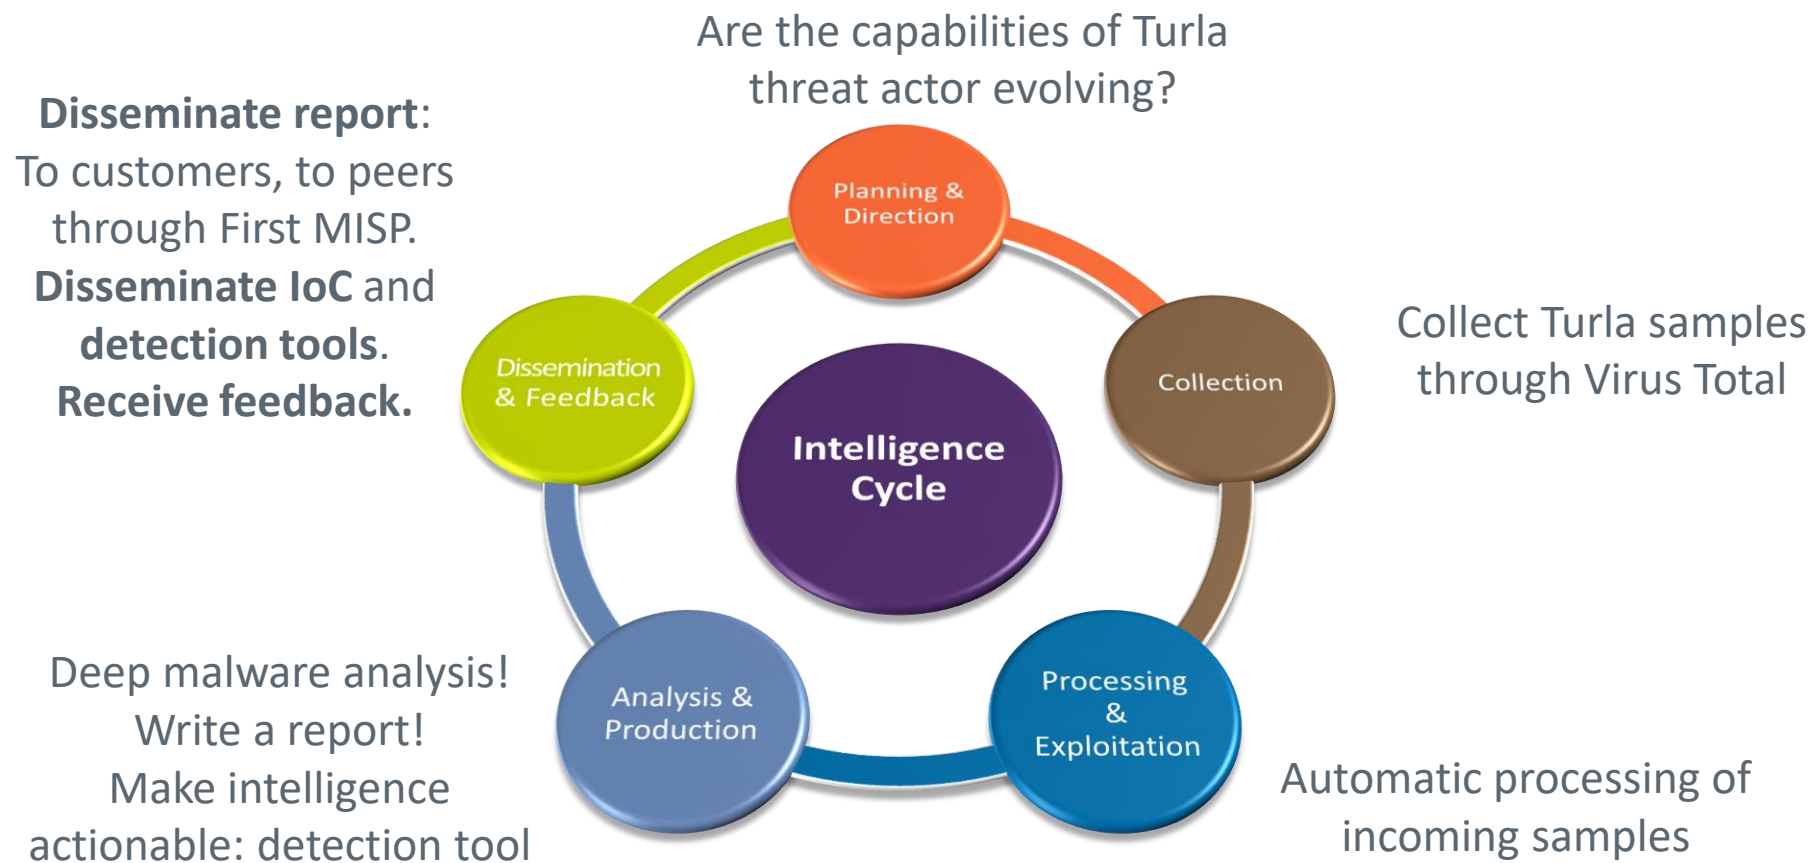 Are the capabilities of Turla
threat actor evolving?
Disseminate report:
To customers, to peers
through First MISP.
Disseminate IoC and
detection tools.
Receive feedback.
Planning &
Direction
Dissemination
& Feedback
Collection
Collect Turla samples
through Virus Total
Intelligence
Cycle
Deep malware analysis!
Write a report!
Make intelligence
actionable: detection tool
Analysis &
Production
Processing
&
Exploitation
Automatic processing of
incoming samples